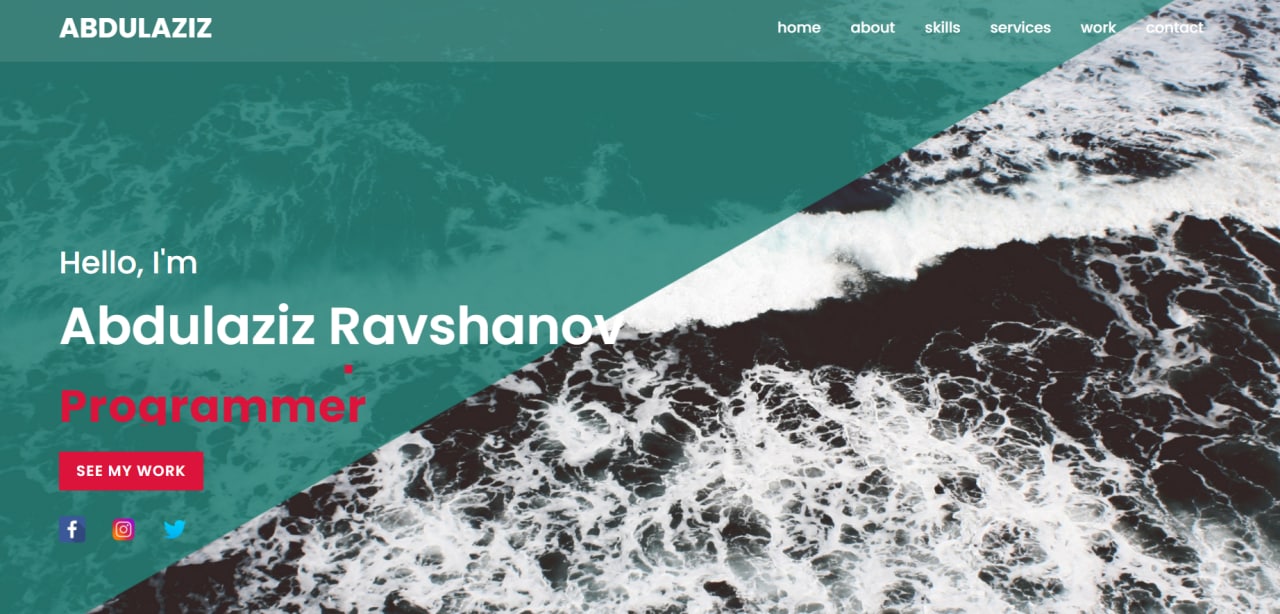 ABDULAZIZ
home about skills services work contact
Hello, I'm
Abdulaziz Ravshanov
Programmer
SEE MY WORK